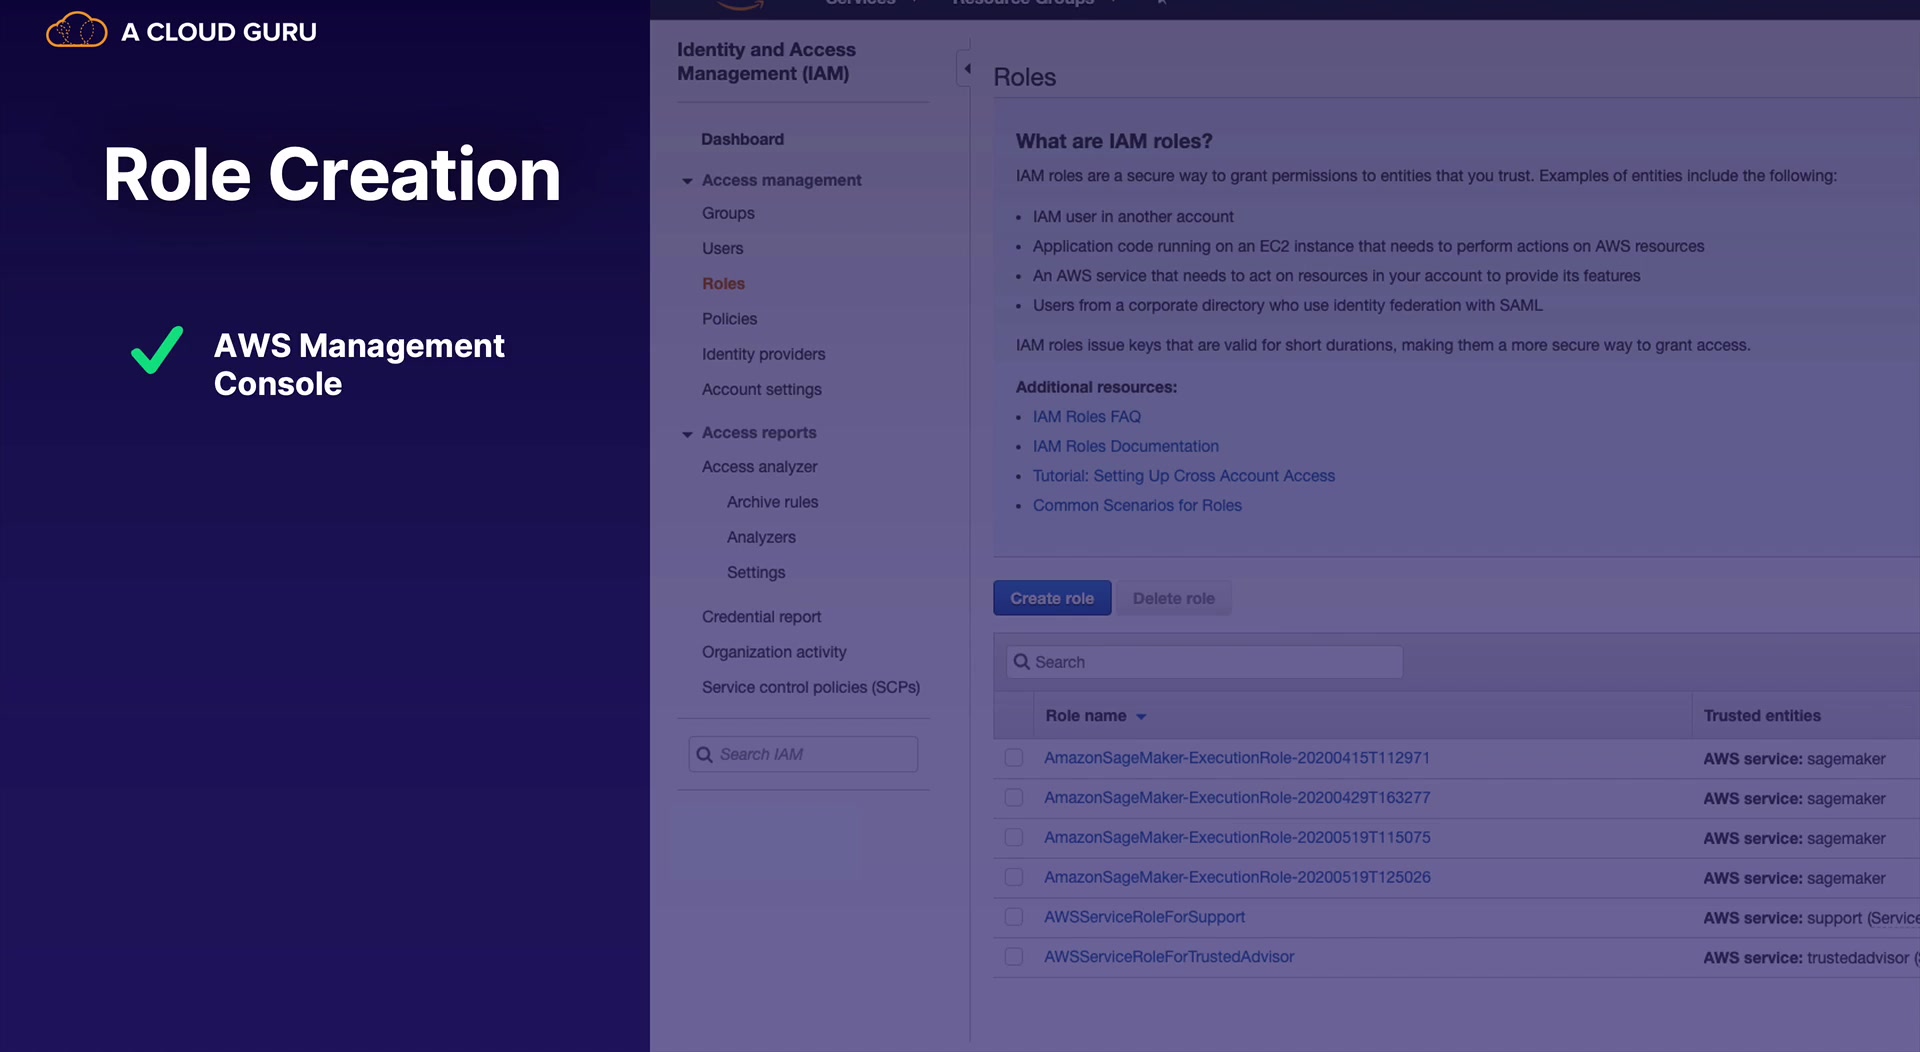 A CLOUD GURU
Role Creation
AWS Management
Console
Services
Resource Groups
Identity and Access
Management (IAM)
Dashboard
Access management
Groups
Users
Roles
Policies
Identity providers
Account settings
Access reports
Access analyzer
Archive rules
Analyzers
Settings
Credential report
Organization activity
Service control policies (SCPs)
Search IAM
Roles
What are IAM roles?
IAM roles are a secure way to grant permissions to entities that you trust. Examples of entities include the following:
• IAM user in another account
• Application code running on an EC2 instance that needs to perform actions on AWS resources
• An AWS service that needs to act on resources in your account to provide its features
• Users from a corporate directory who use identity federation with SAML
IAM roles issue keys that are valid for short durations, making them a more secure way to grant access.
Additional resources:
• IAM Roles FAQ
• IAM Roles Documentation
• Tutorial: Setting Up Cross Account Access
• Common Scenarios for Roles
Create role Delete role
Search
Role name Trusted entities
AmazonSageMaker-ExecutionRole-20200415T112971 AWS service: sagemaker
AmazonSageMaker-ExecutionRole-20200429T163277 AWS service: sagemaker
AmazonSageMaker-ExecutionRole-20200519T115075 AWS service: sagemaker
AmazonSageMaker-ExecutionRole-20200519T125026 AWS service: sagemaker
AWSServiceRoleForSupport AWS service: support (Service
AWSServiceRoleForTrustedAdvisor AWS service: trustedadvisor (